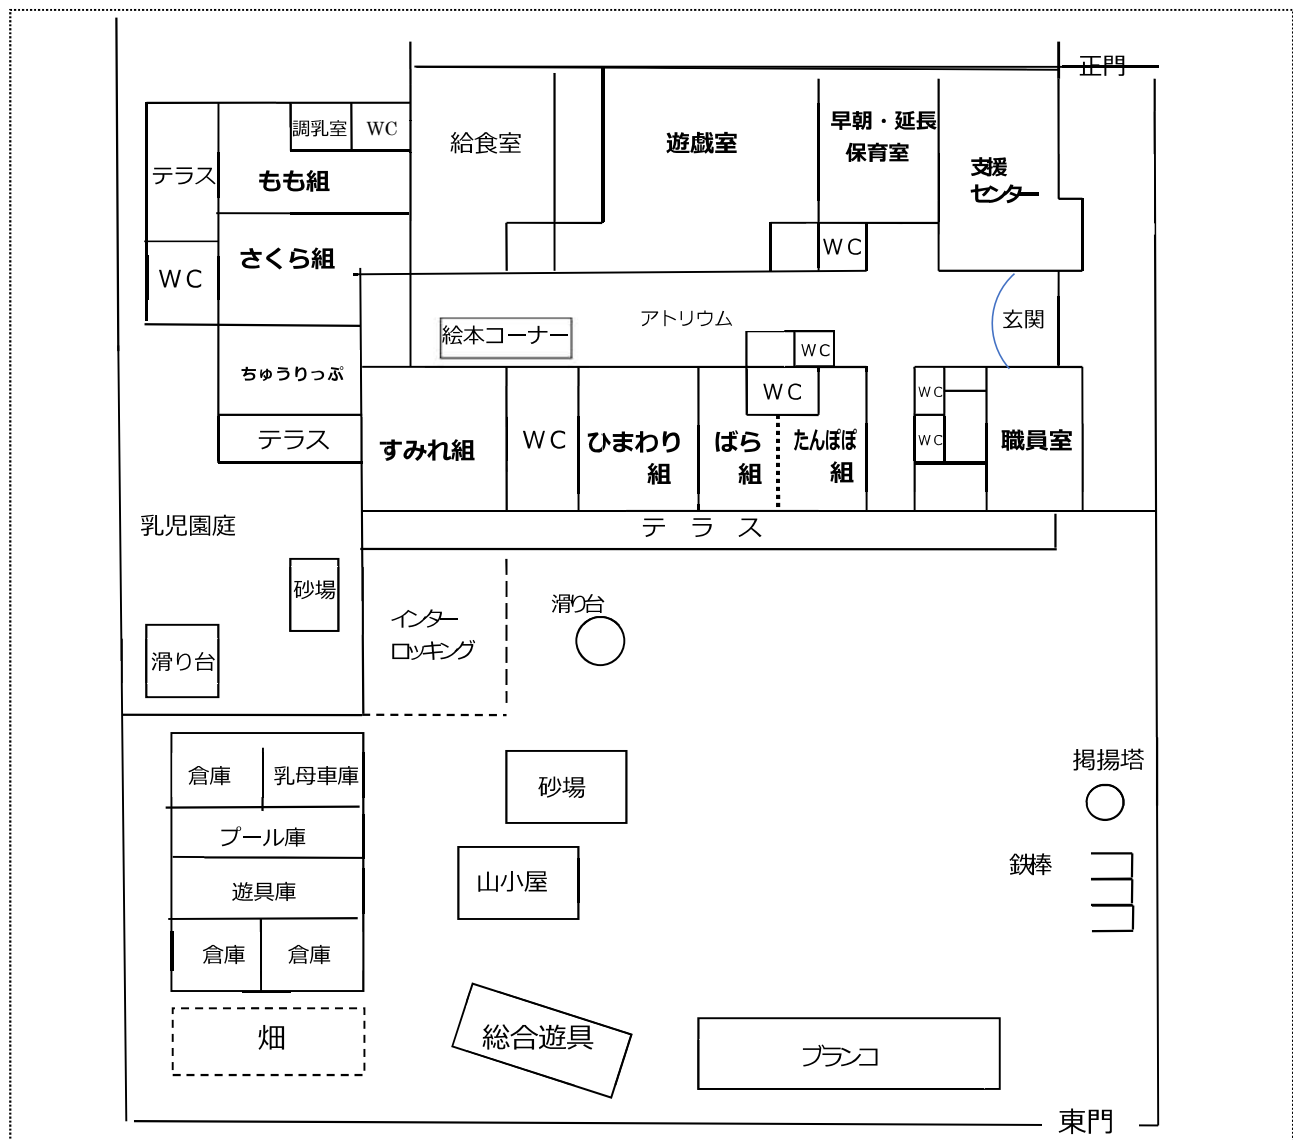 正門
調乳室
WC
給食室
遊戯室
早朝・延長
保育室
支援
センター
テラス
もも組
さくら組
WC
WC
アトリウム
玄関
絵本コーナー
WC
ちゅうりっぷ
WC
WC
テラス
すみれ組
WC
ひまわり
組
ばら
組
たんぽぽ
組
WC
職員室
乳児園庭
テラス
砂場
滑り台
インター
ロッキング
滑り台
倉庫
乳母車庫
砂場
掲揚塔
プール庫
山小屋
鉄棒
遊具庫
倉庫
倉庫
畑
総合遊具
ブランコ
東門